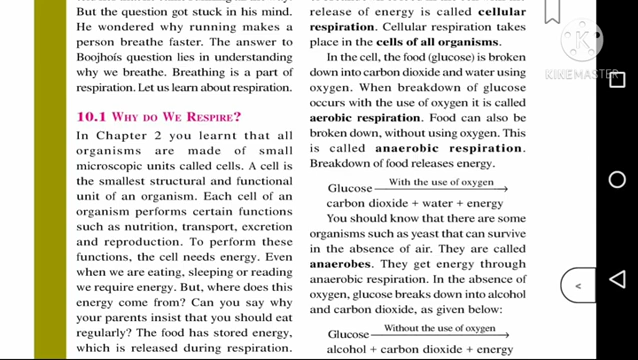 But the question got stuck in his mind.
He wondered why running makes a
person breathe faster. The answer to
Boojhoís question lies in understanding
why we breathe. Breathing is a part of
respiration. Let us learn about respiration.
10.1 WHY DO WE RESPIRE?
In Chapter 2 you learnt that all
organisms are made of small
microscopic units called cells. A cell is
the smallest structural and functional
unit of an organism. Each cell of an
organism performs certain functions
such as nutrition, transport, excretion
and reproduction. To perform these
functions, the cell needs energy. Even
when we are eating, sleeping or reading
we require energy. But, where does this
energy come from? Can you say why
your parents insist that you should eat
regularly? The food has stored energy,
which is released during respiration.
release of energy is called cellular
respiration. Cellular respiration takes
place in the cells of all organisms.
In the cell, the food (glucose) is broken
down into carbon dioxide and water using
oxygen. When breakdown of glucose
occurs with the use of oxygen it is called
aerobic respiration. Food can also be
broken down, without using oxygen. This
is called anaerobic respiration.
Breakdown of food releases energy.
Glucose With the use of oxygen
carbon dioxide + water + energy
You should know that there are some
organisms such as yeast that can survive
in the absence of air. They are called
anaerobes. They get energy through
anaerobic respiration. In the absence of
oxygen, glucose breaks down into alcohol
and carbon dioxide, as given below:
Glucose Without the use of oxygen
alcohol + carbon dioxide + energy
KINEMASTER